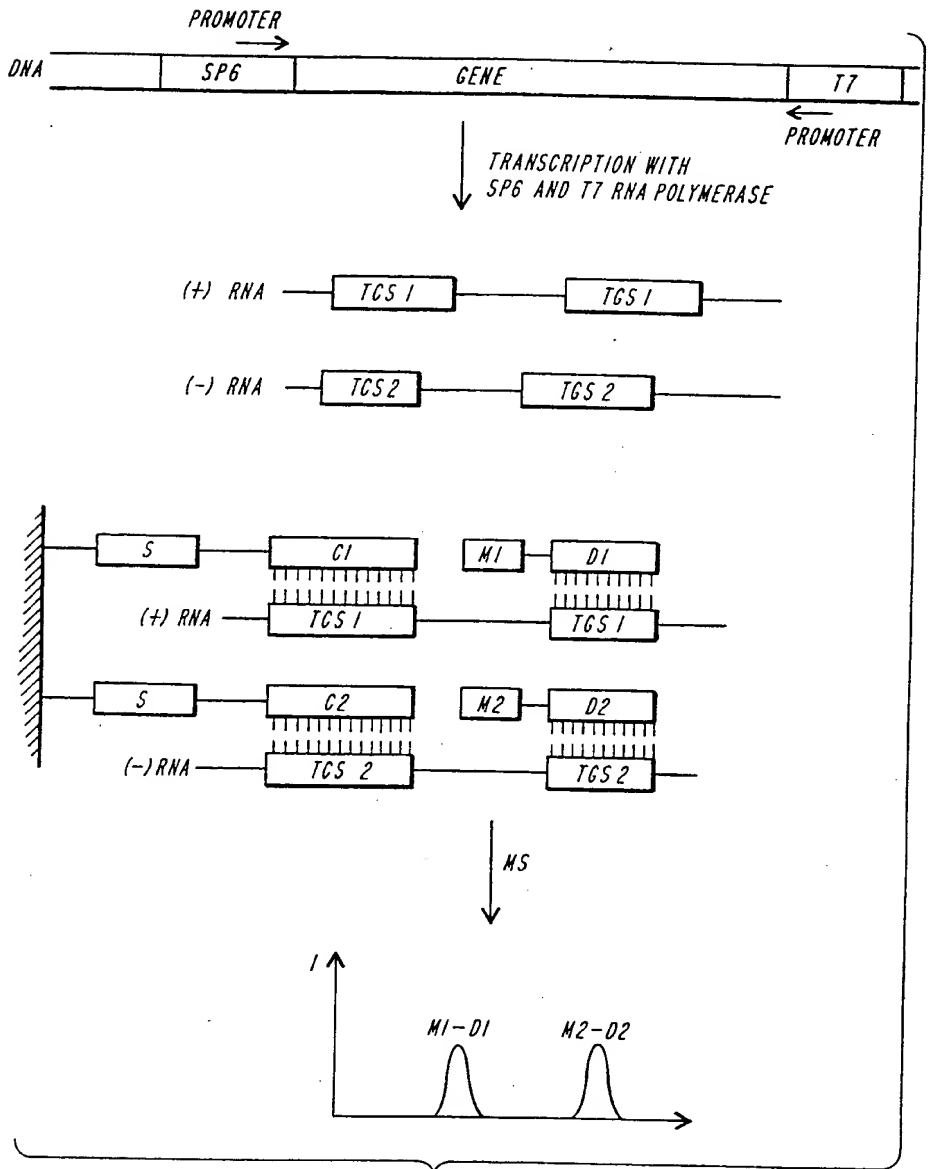 PROMOTER
DNA SP6 GENE T7
PROMOTER
TRANSCRIPTION WITH
SP6 AND T7 RNA POLYMERASE
(+) RNA TCS 1 TGS 1
(-) RNA TCS 2 TGS 2
S C1 M1 D1
(+) RNA TCS 1 TGS 1
S C2 M2 D2
(-) RNA TCS 2 TGS 2
MS
I
M1-D1 M2-D2